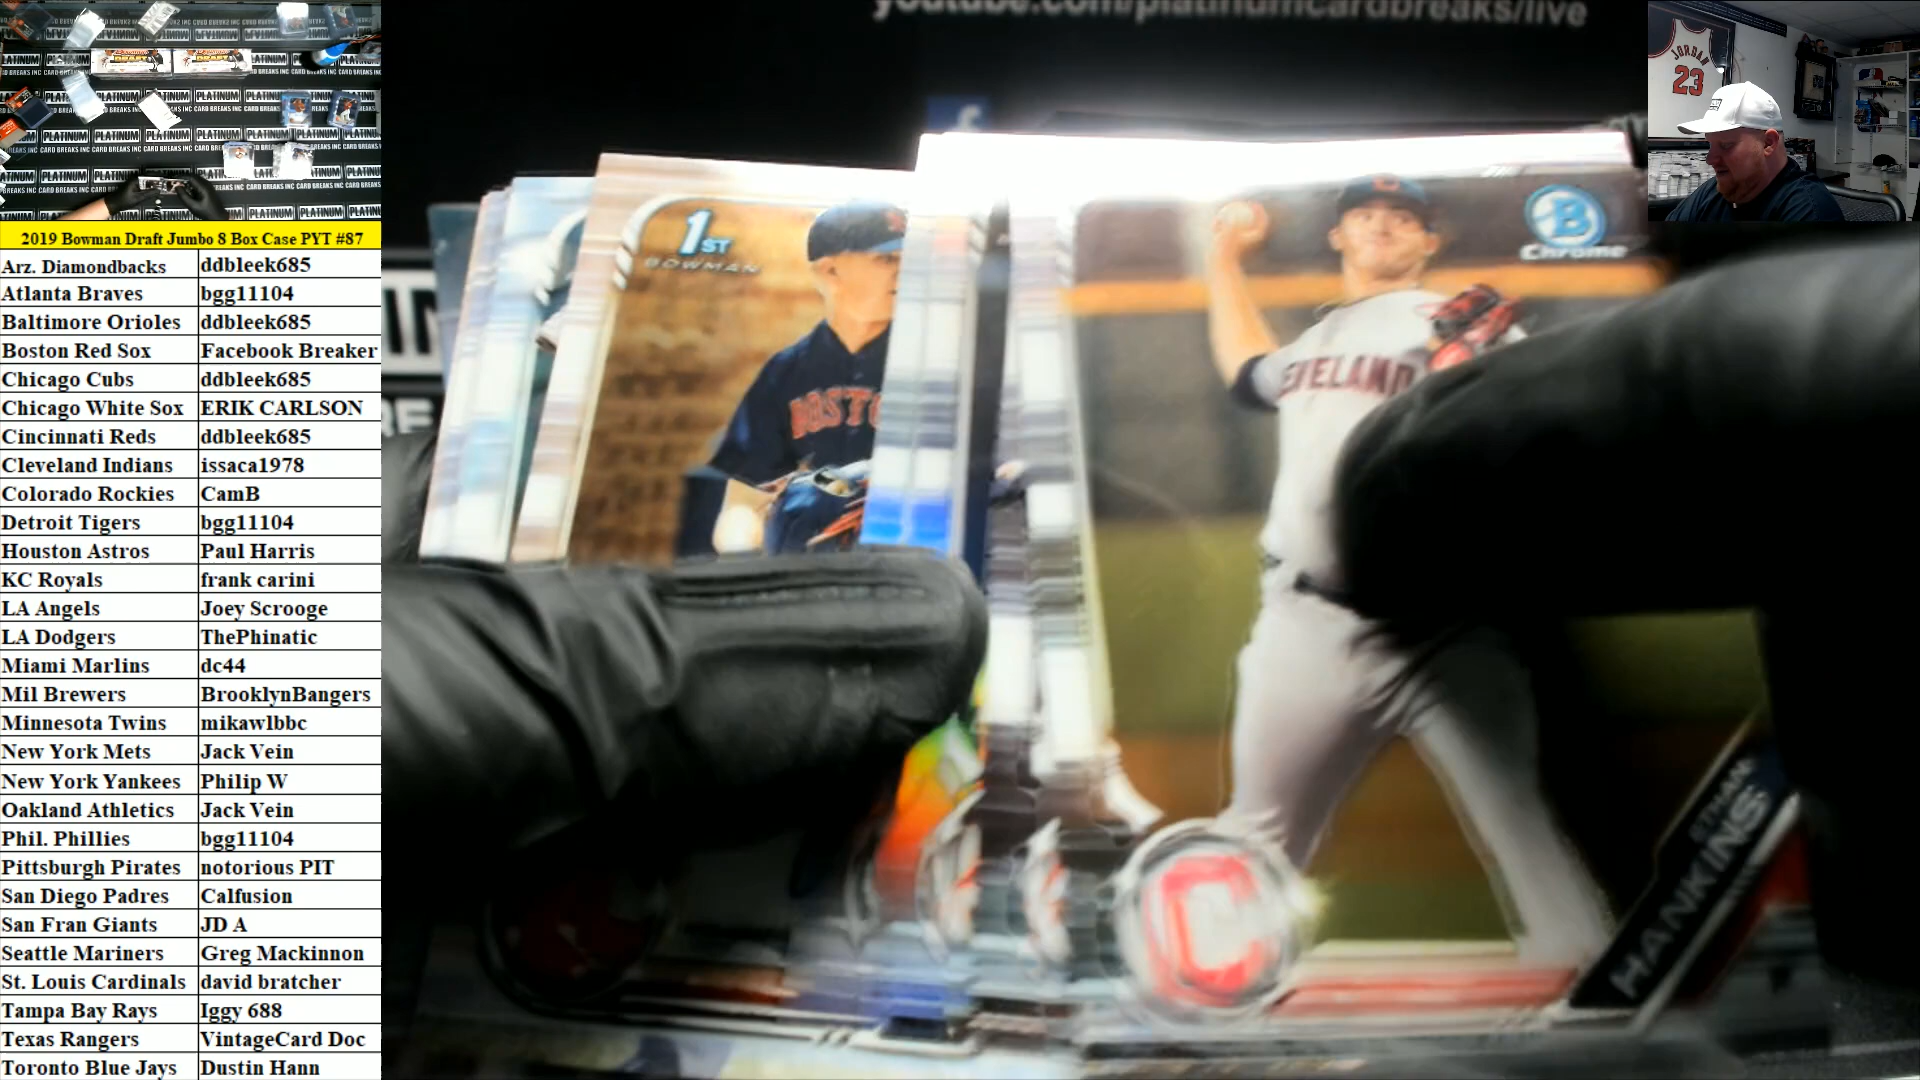 youtube.com/platinumcardbreaks/live
JORDAN
23
PLATINUM
CARD BREAKS INC
2019 Bowman Draft Jumbo 8 Box Case PYT #87
Arz. Diamondbacks ddbleek685
Atlanta Braves bgg11104
Baltimore Orioles ddbleek685
Boston Red Sox Facebook Breaker
Chicago Cubs ddbleek685
Chicago White Sox ERIK CARLSON
Cincinnati Reds ddbleek685
Cleveland Indians issaca1978
Colorado Rockies CamB
Detroit Tigers bgg11104
Houston Astros Paul Harris
KC Royals frank carini
LA Angels Joey Scrooge
LA Dodgers ThePhinatic
Miami Marlins dc44
Mil Brewers BrooklynBangers
Minnesota Twins mikawlbbc
New York Mets Jack Vein
New York Yankees Philip W
Oakland Athletics Jack Vein
Phil. Phillies bgg11104
Pittsburgh Pirates notorious PIT
San Diego Padres Calfusion
San Fran Giants JD A
Seattle Mariners Greg Mackinnon
St. Louis Cardinals david bratcher
Tampa Bay Rays Iggy 688
Texas Rangers VintageCard Doc
Toronto Blue Jays Dustin Hann
1ST
BOWMAN
B
Chrome
C
ETHAN
HANKINS